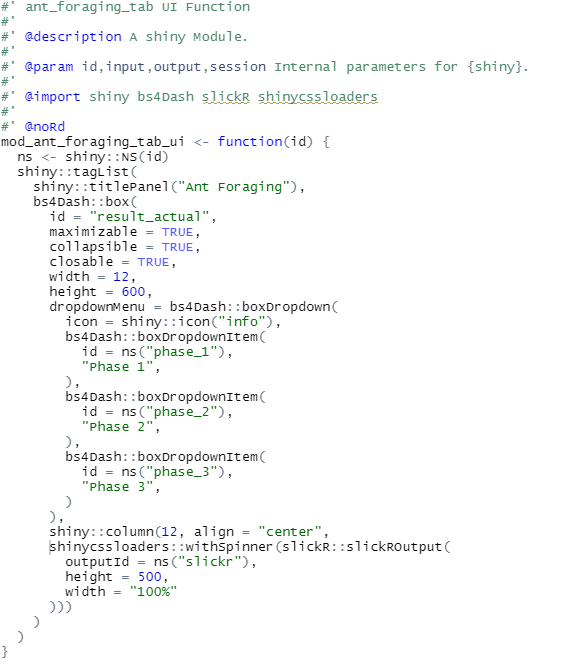 #' ant_foraging_tab UI Function
#'
#' @description A shiny Module.
#'
#' @param id,input,output,session Internal parameters for {shiny}.
#'
#' @import shiny bs4Dash slickR shinycssloaders
#'
#' @noRd
mod_ant_foraging_tab_ui <- function(id) {
  ns <- shiny::NS(id)
  shiny::tagList(
    shiny::titlePanel("Ant Foraging"),
    bs4Dash::box(
      id = "result_actual",
      maximizable = TRUE,
      collapsible = TRUE,
      closable = TRUE,
      width = 12,
      height = 600,
      dropdownMenu = bs4Dash::boxDropdown(
        icon = shiny::icon("info"),
        bs4Dash::boxDropdownItem(
          id = ns("phase_1"),
          "Phase 1",
        ),
        bs4Dash::boxDropdownItem(
          id = ns("phase_2"),
          "Phase 2",
        ),
        bs4Dash::boxDropdownItem(
          id = ns("phase_3"),
          "Phase 3",
        )
      ),
      shiny::column(12, align = "center",
      shinycssloaders::withSpinner(slickR::slickROutput(
        outputId = ns("slickr"),
        height = 500,
        width = "100%"
      )))
    )
  )
}